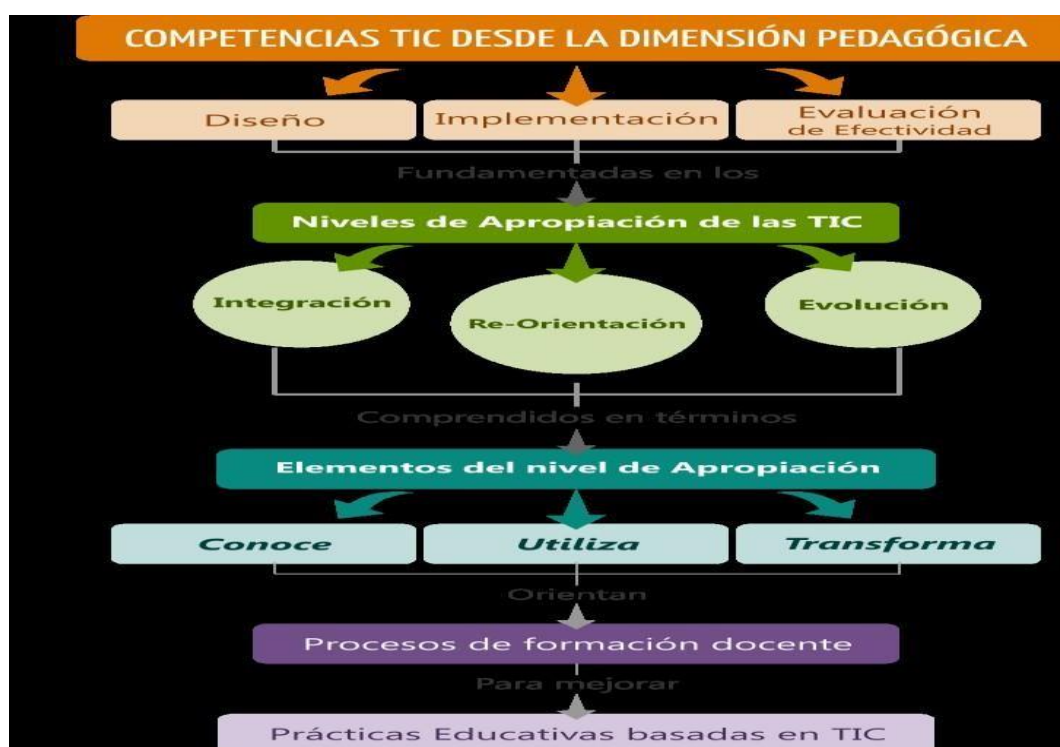 COMPETENCIAS TIC DESDE LA DIMENSIÓN PEDAGÓGICA
Diseño
Implementación
Evaluación
de Efectividad
Fundamentadas en los
Niveles de Apropiación de las TIC
Integración
Re-Orientación
Evolución
Comprendidos en términos
Elementos del nivel de Apropiación
Conoce
Utiliza
Transforma
Orientan
Procesos de formación docente
Para mejorar
Prácticas Educativas basadas en TIC